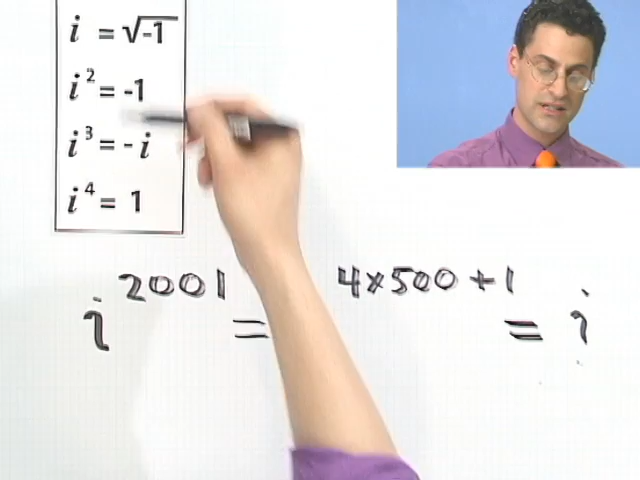 i = √-1
i² = -1
i³ = - i
i⁴ = 1
i²⁰⁰¹ = ⁴ˣ⁵⁰⁰⁺¹ = i